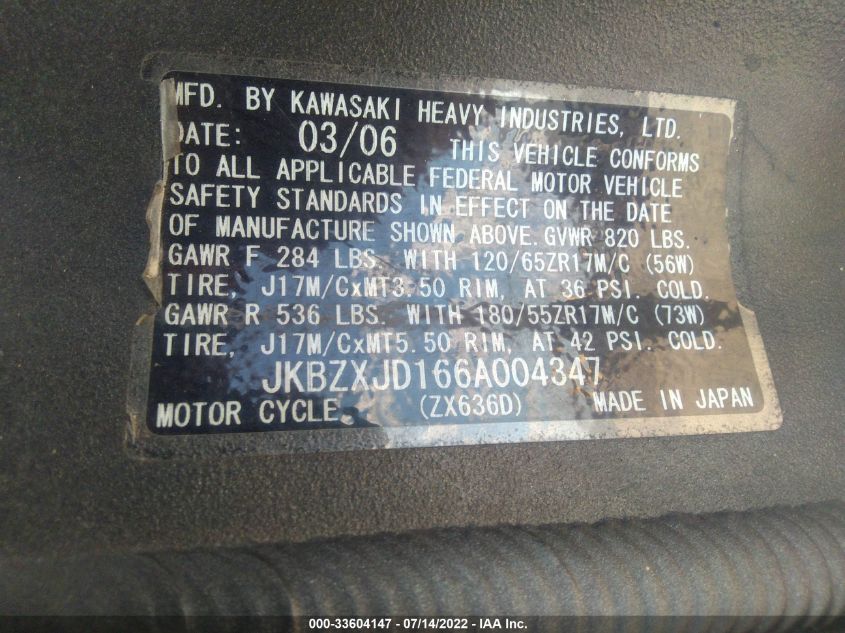 MFD. BY KAWASAKI HEAVY INDUSTRIES, LTD.
DATE: 03/06 THIS VEHICLE CONFORMS
TO ALL APPLICABLE FEDERAL MOTOR VEHICLE
SAFETY STANDARDS IN EFFECT ON THE DATE
OF MANUFACTURE SHOWN ABOVE. GVWR 820 LBS.
GAWR F 284 LBS. WITH 120/65ZR17M/C (56W)
TIRE, J17M/CxMT3.50 RIM, AT 36 PSI. COLD.
GAWR R 536 LBS. WITH 180/55ZR17M/C (73W)
TIRE, J17M/CxMT5.50 RIM, AT 42 PSI. COLD.
JKBZXJD166A004347
MOTOR CYCLE. (ZX636D) MADE IN JAPAN
000-33604147 - 07/14/2022 - IAA Inc.